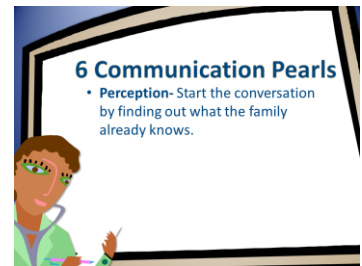 6 Communication Pearls
• Perception- Start the conversation
by finding out what the family
already knows.